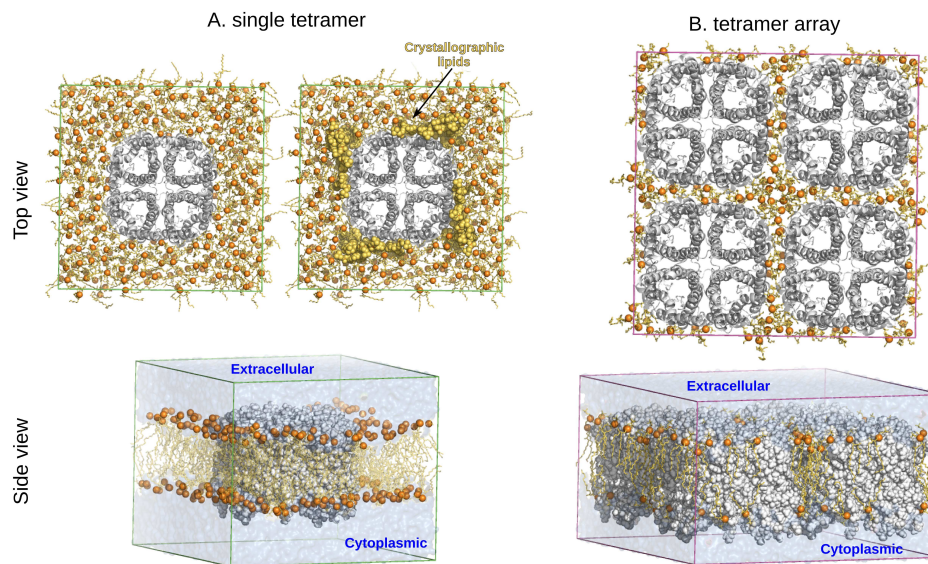 A. single tetramer
B. tetramer array
Crystallographic
lipids
Top view
Side view
Extracellular
Cytoplasmic
Extracellular
Cytoplasmic